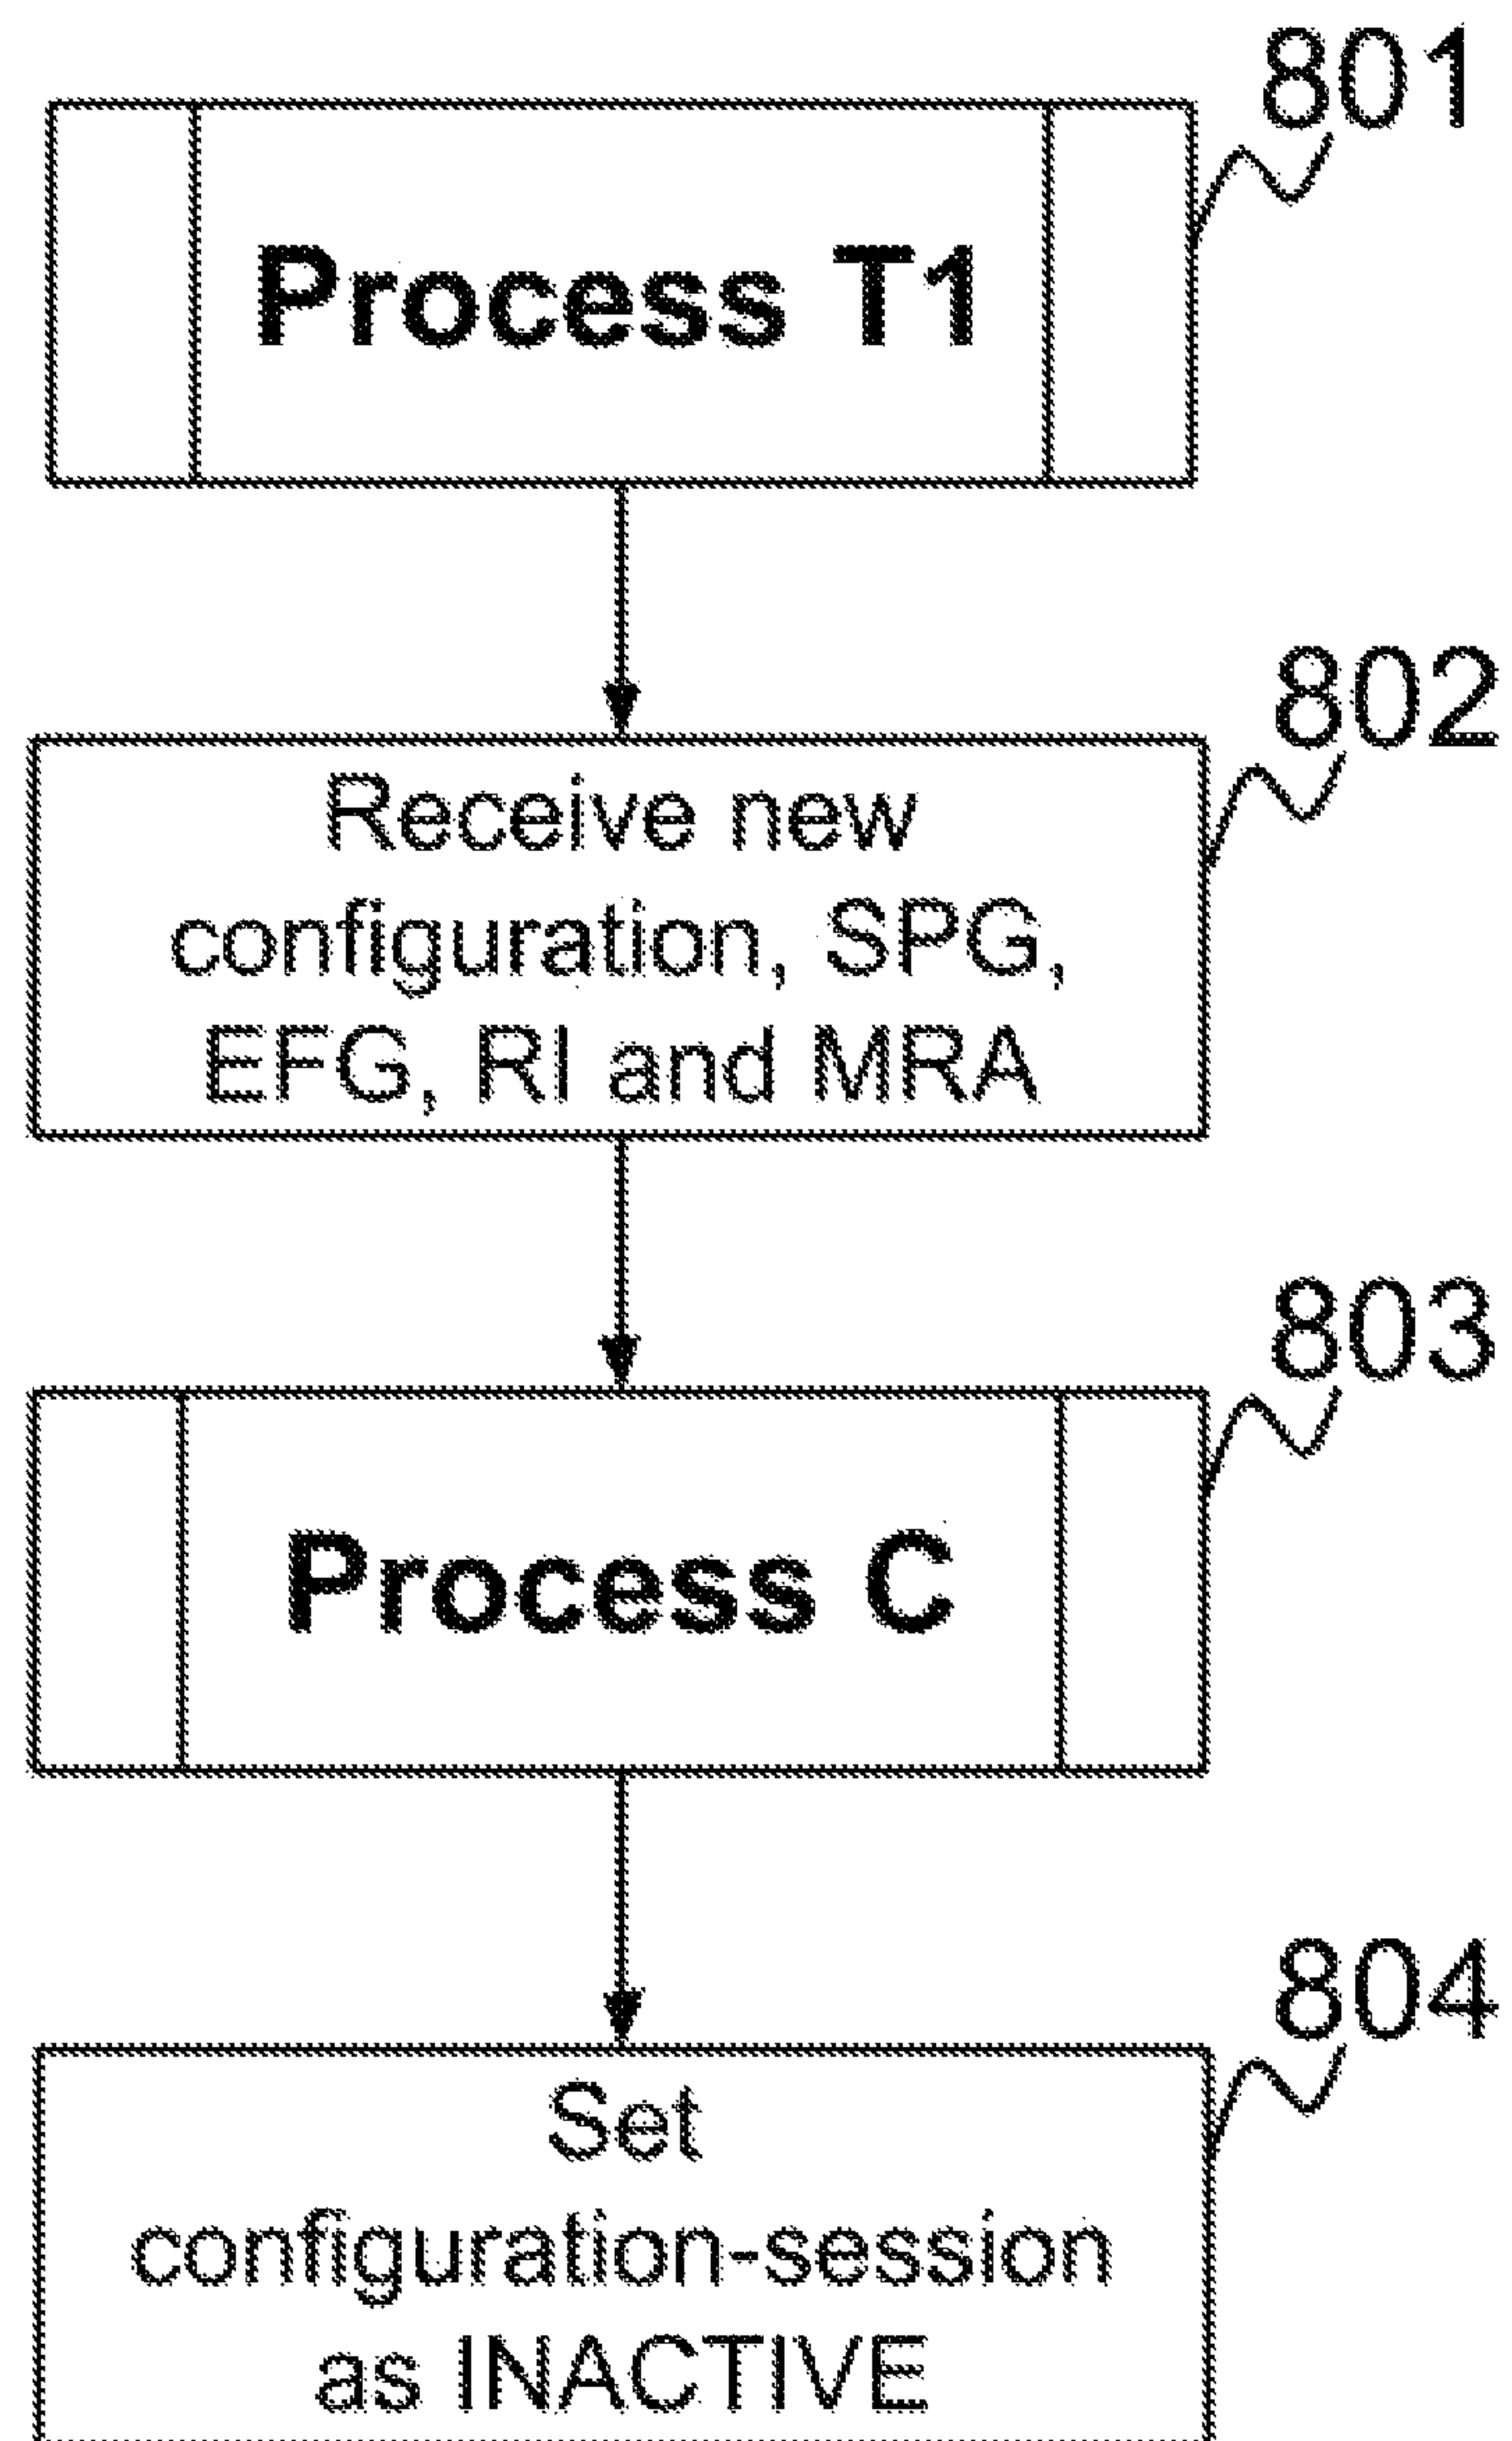 801
Process T1
802
Receive new
configuration, SPG,
EFG, RI and MRA
803
Process C
804
Set
configuration-session
as INACTIVE